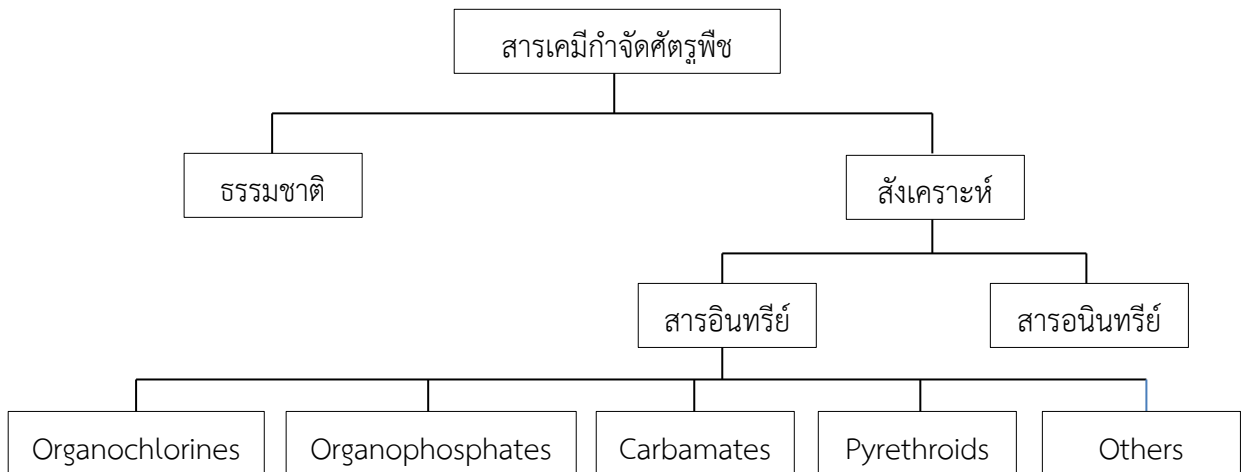 สารเคมีกำจัดศัตรูพืช
ธรรมชาติ
สังเคราะห์
สารอินทรีย์
สารอนินทรีย์
Organochlorines
Organophosphates
Carbamates
Pyrethroids
Others